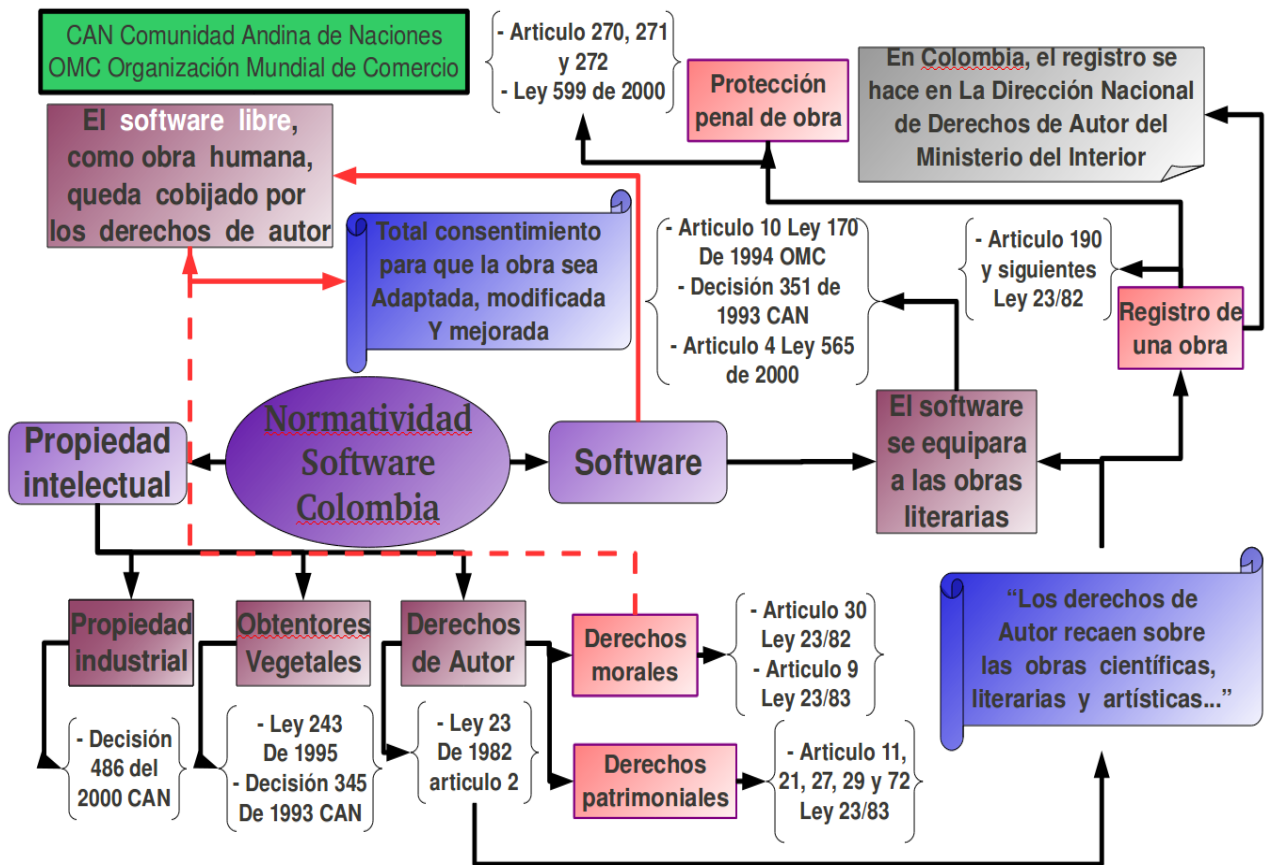 CAN Comunidad Andina de Naciones
OMC Organización Mundial de Comercio
- Articulo 270, 271
y 272
- Ley 599 de 2000
Protección
penal de obra
En Colombia, el registro se
hace en La Dirección Nacional
de Derechos de Autor del
Ministerio del Interior
El software libre,
como obra humana,
queda cobijado por
los derechos de autor
Total consentimiento
para que la obra sea
Adaptada, modificada
Y mejorada
- Articulo 10 Ley 170
De 1994 OMC
- Decisión 351 de
1993 CAN
- Articulo 4 Ley 565
de 2000
- Articulo 190
y siguientes
Ley 23/82
Registro de
una obra
Propiedad
intelectual
Normatividad
Software
Colombia
Software
El software
se equipara
a las obras
literarias
Propiedad
industrial
Obtentores
Vegetales
Derechos
de Autor
Derechos
morales
- Articulo 30
Ley 23/82
- Articulo 9
Ley 23/83
“Los derechos de
Autor recaen sobre
las obras científicas,
literarias y artísticas...”
- Decisión
486 del
2000 CAN
- Ley 243
De 1995
- Decisión 345
De 1993 CAN
- Ley 23
De 1982
articulo 2
Derechos
patrimoniales
- Articulo 11,
21, 27, 29 y 72
Ley 23/83